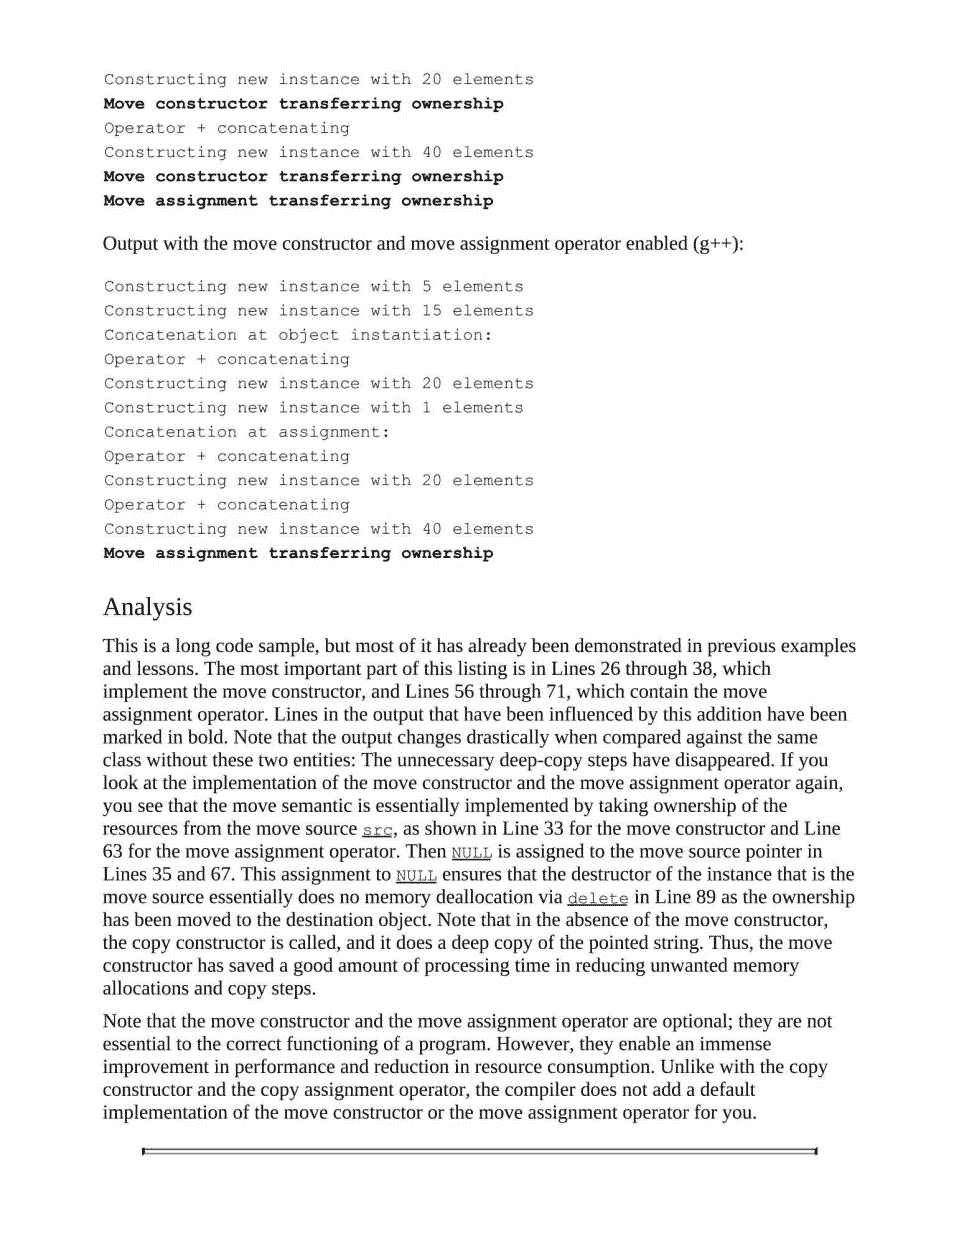 Constructing new instance with 20 elements
Move constructor transferring ownership
Operator + concatenating
Constructing new instance with 40 elements
Move constructor transferring ownership
Move assignment transferring ownership
Output with the move constructor and move assignment operator enabled (g++):
Constructing new instance with 5 elements
Constructing new instance with 15 elements
Concatenation at object instantiation:
Operator + concatenating
Constructing new instance with 20 elements
Constructing new instance with 1 elements
Concatenation at assignment:
Operator + concatenating
Constructing new instance with 20 elements
Operator + concatenating
Constructing new instance with 40 elements
Move assignment transferring ownership
Analysis
This is a long code sample, but most of it has already been demonstrated in previous examples
and lessons. The most important part of this listing is in Lines 26 through 38, which
implement the move constructor, and Lines 56 through 71, which contain the move
assignment operator. Lines in the output that have been influenced by this addition have been
marked in bold. Note that the output changes drastically when compared against the same
class without these two entities: The unnecessary deep-copy steps have disappeared. If you
look at the implementation of the move constructor and the move assignment operator again,
you see that the move semantic is essentially implemented by taking ownership of the
resources from the move source src, as shown in Line 33 for the move constructor and Line
63 for the move assignment operator. Then NULL is assigned to the move source pointer in
Lines 35 and 67. This assignment to NULL ensures that the destructor of the instance that is the
move source essentially does no memory deallocation via delete in Line 89 as the ownership
has been moved to the destination object. Note that in the absence of the move constructor,
the copy constructor is called, and it does a deep copy of the pointed string. Thus, the move
constructor has saved a good amount of processing time in reducing unwanted memory
allocations and copy steps.
Note that the move constructor and the move assignment operator are optional; they are not
essential to the correct functioning of a program. However, they enable an immense
improvement in performance and reduction in resource consumption. Unlike with the copy
constructor and the copy assignment operator, the compiler does not add a default
implementation of the move constructor or the move assignment operator for you.